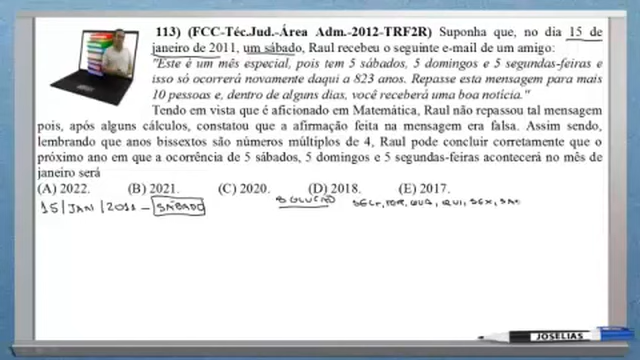 113) (FCC-Téc.Jud.-Área Adm.-2012-TRF2R) Suponha que, no dia 15 de
janeiro de 2011, um sábado, Raul recebeu o seguinte e-mail de um amigo:
"Este é um mês especial, pois tem 5 sábados, 5 domingos e 5 segundas-feiras e
isso só ocorrerá novamente daqui a 823 anos. Repasse esta mensagem para mais
10 pessoas e, dentro de alguns dias, você receberá uma boa notícia."
Tendo em vista que é aficionado em Matemática, Raul não repassou tal mensagem
pois, após alguns cálculos, constatou que a afirmação feita na mensagem era falsa. Assim sendo,
lembrando que anos bissextos são números múltiplos de 4, Raul pode concluir corretamente que o
próximo ano em que a ocorrência de 5 sábados, 5 domingos e 5 segundas-feiras acontecerá no mês de
janeiro será
(A) 2022. (B) 2021. (C) 2020. (D) 2018. (E) 2017.
SOLUÇÃO
15/JAN/2011 - SÁBADO SEG, TER, QUA, QUI, SEX, SAB
JOSELIAS